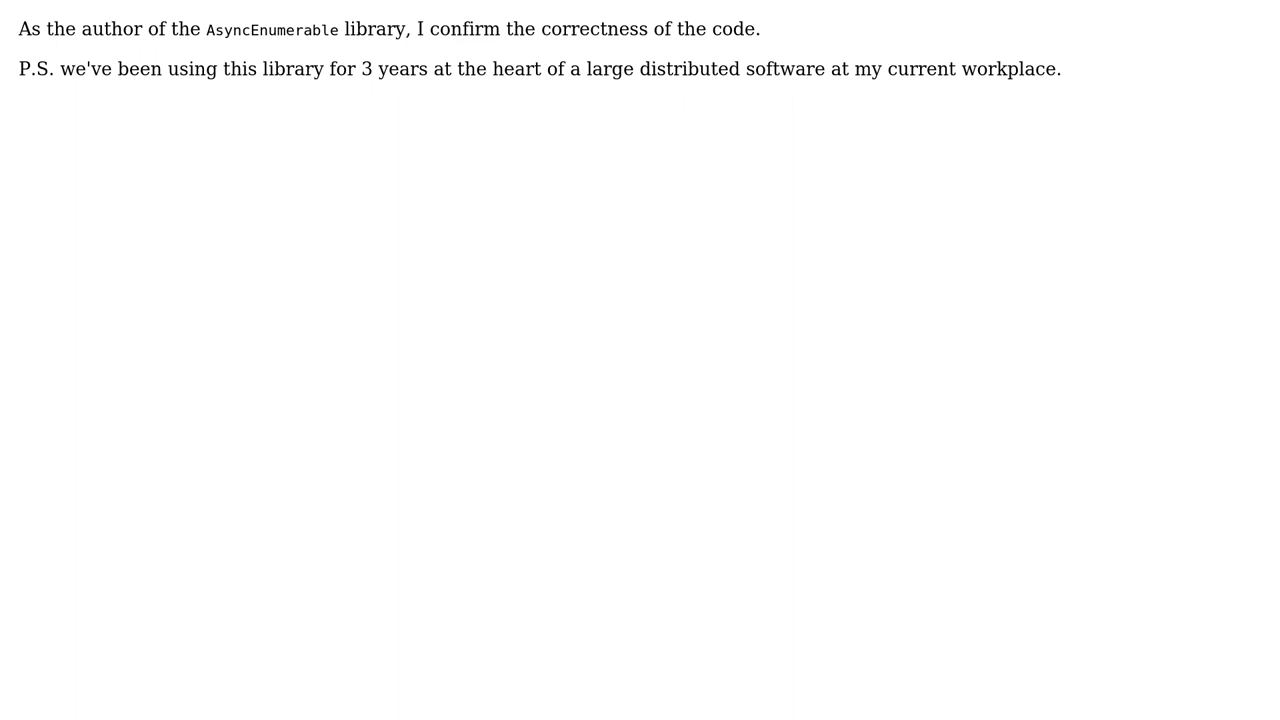 As the author of the AsyncEnumerable library, I confirm the correctness of the code.
P.S. we've been using this library for 3 years at the heart of a large distributed software at my current workplace.